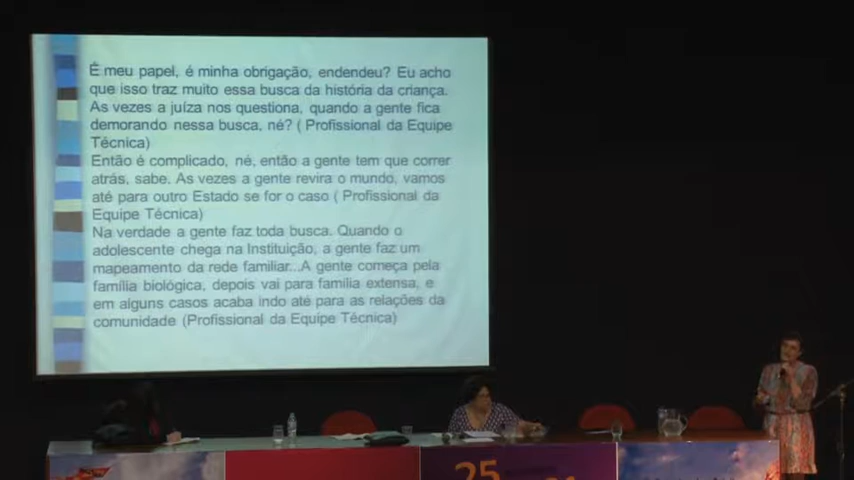 É meu papel, é minha obrigação, endendeu? Eu acho
que isso traz muito essa busca da história da criança.
As vezes a juíza nos questiona, quando a gente fica
demorando nessa busca, né? ( Profissional da Equipe
Técnica)
Então é complicado, né, então a gente tem que correr
atrás, sabe. As vezes a gente revira o mundo, vamos
até para outro Estado se for o caso ( Profissional da
Equipe Técnica)
Na verdade a gente faz toda busca. Quando o
adolescente chega na Instituição, a gente faz um
mapeamento da rede familiar...A gente começa pela
família biológica, depois vai para família extensa, e
em alguns casos acaba indo até para as relações da
comunidade (Profissional da Equipe Técnica)
25